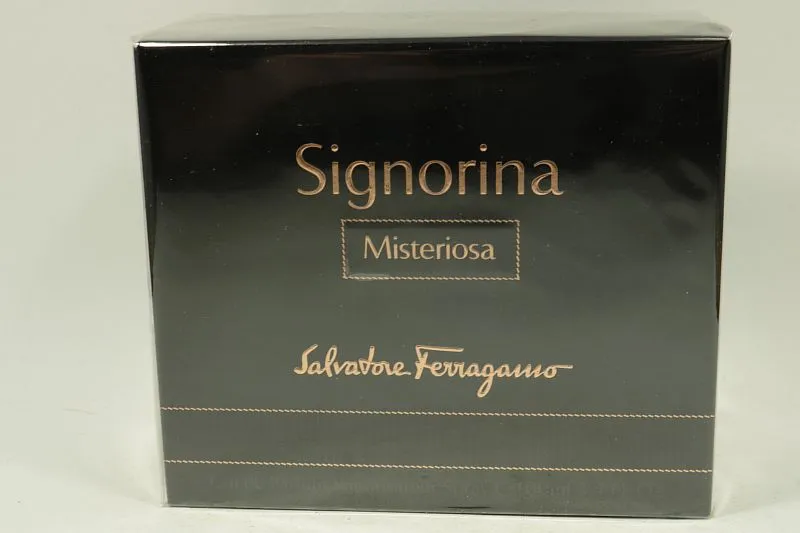 Signorina
Misteriosa
Salvatore Ferragamo